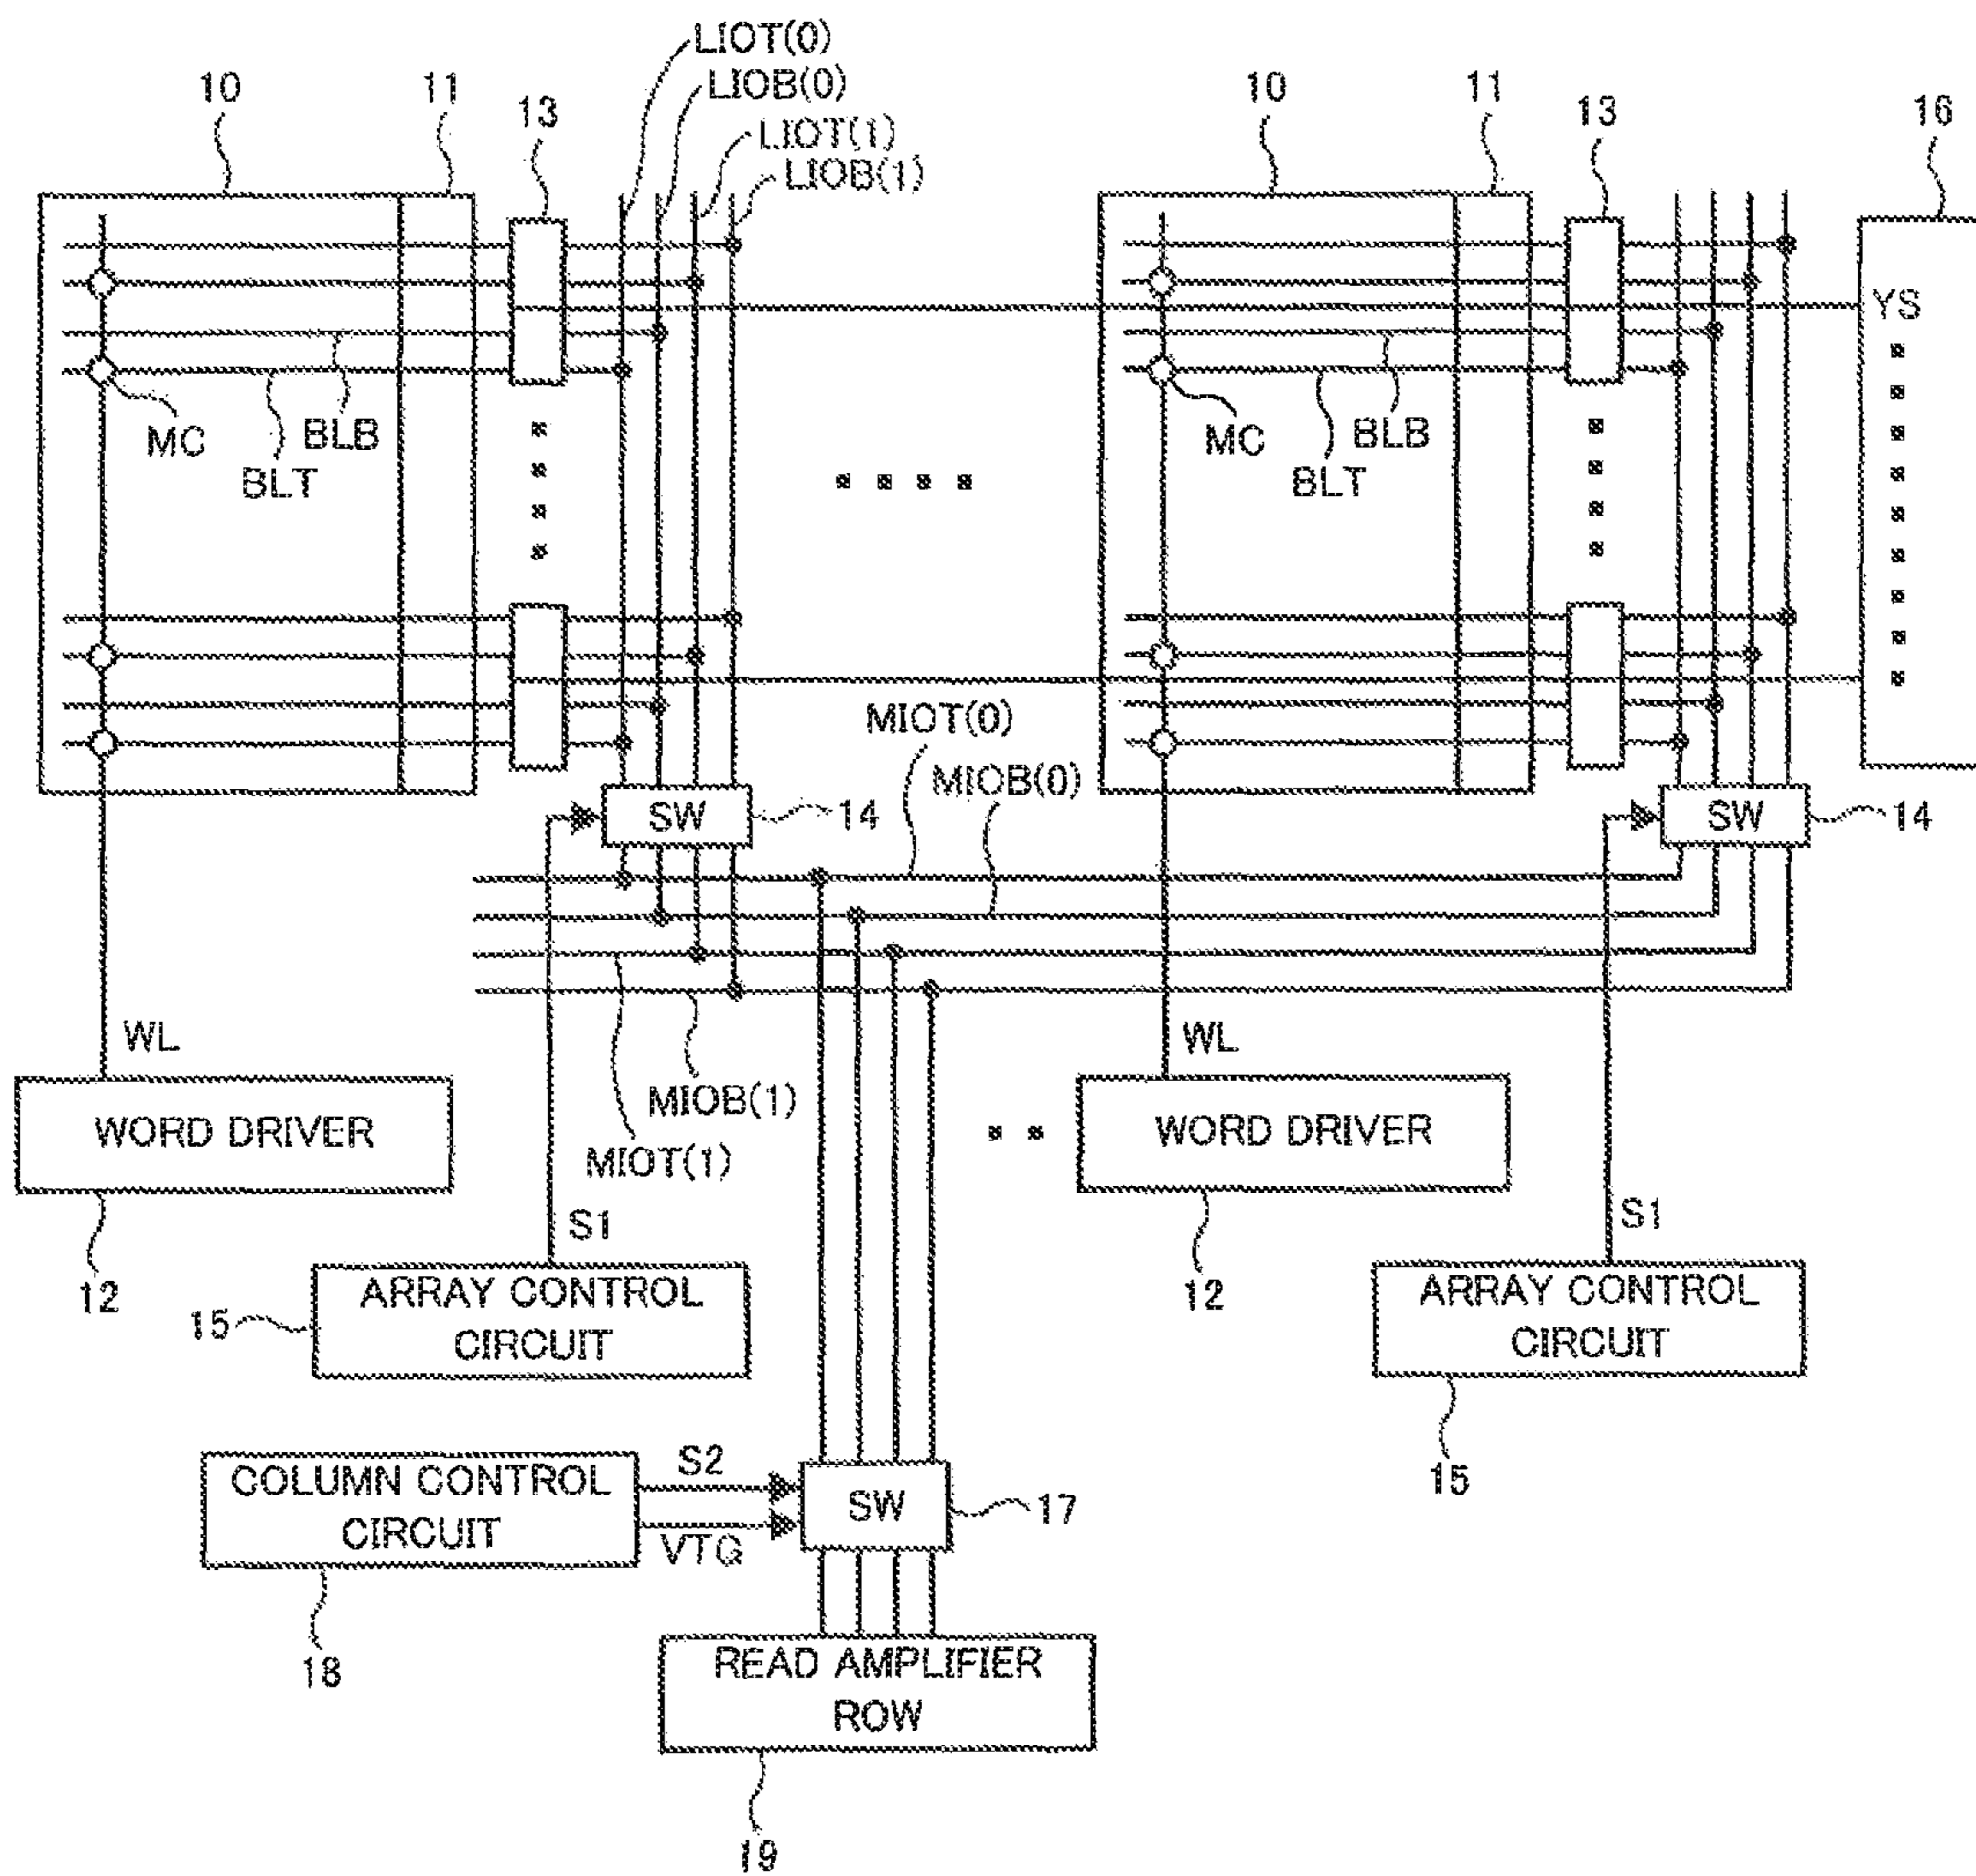 LIOT(0)
LIOB(0)
LIOT(1)
LIOB(1)
10
11
13
10
11
13
16
YS
MC
BLB
BLT
MC
BLB
BLT
MIOT(0)
MIOB(0)
SW
14
SW
14
WL
WL
MIOB(1)
MIOT(1)
WORD DRIVER
WORD DRIVER
S1
S1
12
12
ARRAY CONTROL
CIRCUIT
15
ARRAY CONTROL
CIRCUIT
15
COLUMN CONTROL
CIRCUIT
S2
VTG
SW
17
18
READ AMPLIFIER
ROW
19